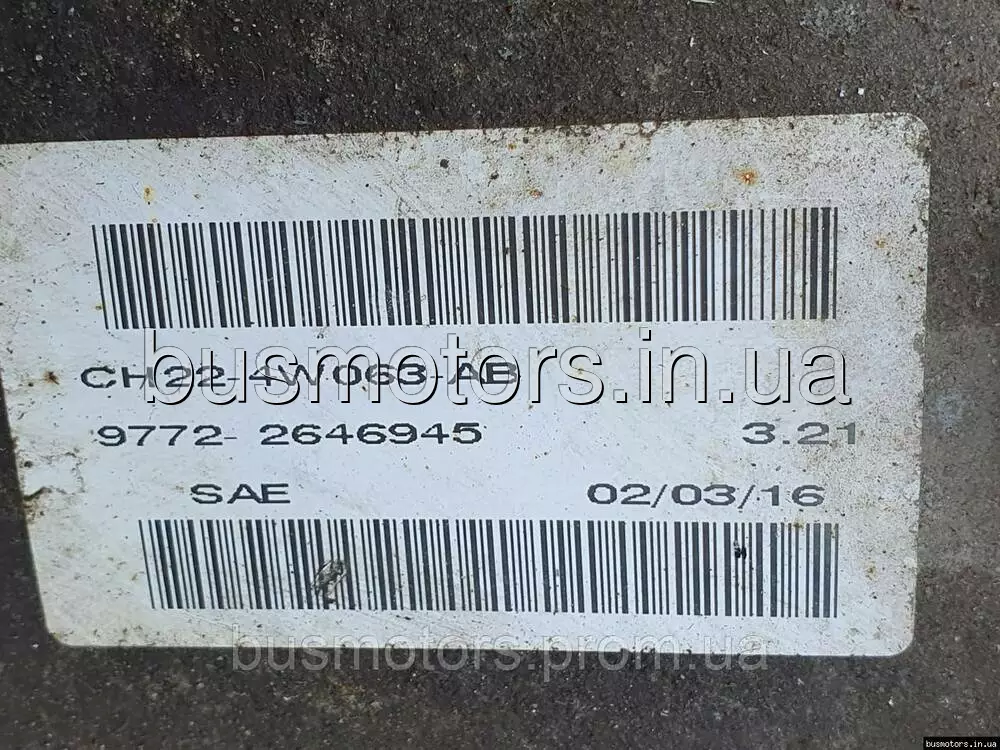 busmotors.in.ua
CH22-4W063-AB
9772- 2646945 3.21
SAE 02/03/16
busmotors.prom.ua
busmotors.in.ua